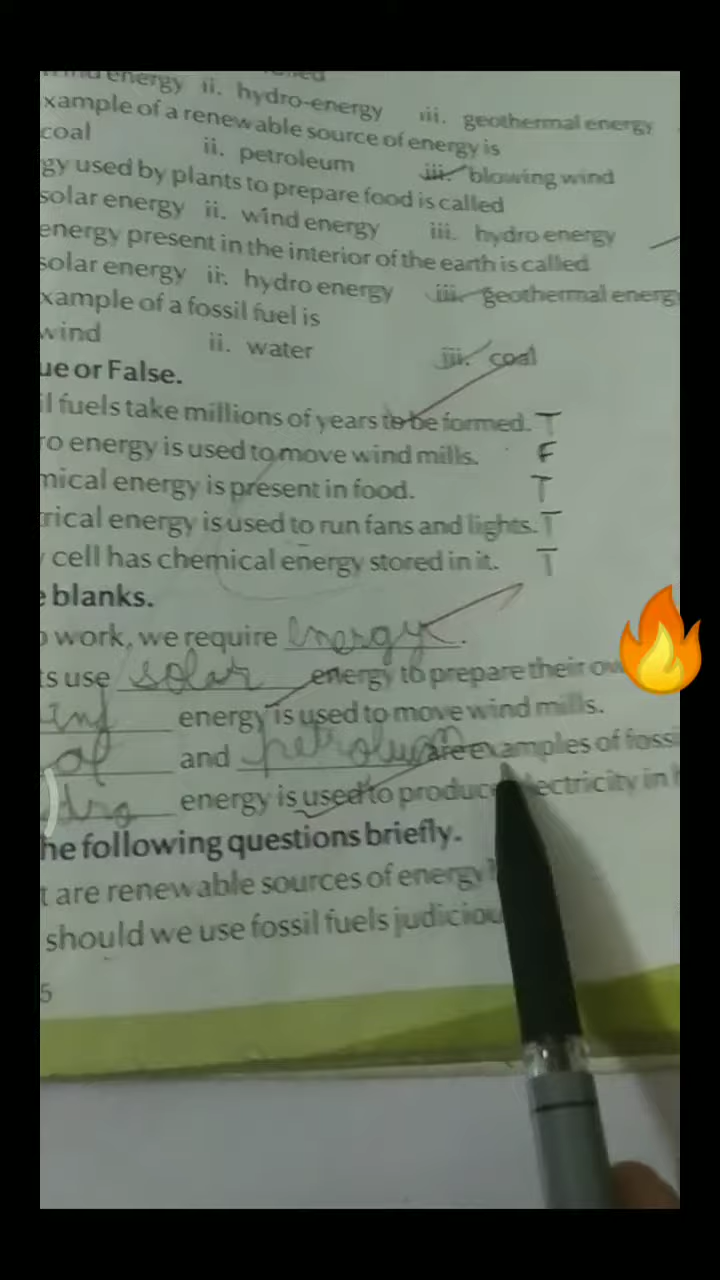 energy ii. hydro-energy iii. geothermal energy
xample of a renewable source of energy is
coal ii. petroleum iii. blowing wind
gy used by plants to prepare food is called
solar energy ii. wind energy iii. hydro energy
energy present in the interior of the earth is called
solar energy ii. hydro energy iii. geothermal energ
xample of a fossil fuel is
wind ii. water iii. coal
ue or False.
il fuels take millions of years to be formed. T
ro energy is used to move wind mills. F
mical energy is present in food. T
rical energy is used to run fans and lights. T
cell has chemical energy stored in it. T
e blanks.
o work, we require energy.
ts use solar energy to prepare their ow
ind energy is used to move wind mills.
and petroleum are examples of fossi
dro energy is used to produce lectricity in h
he following questions briefly.
t are renewable sources of energy
should we use fossil fuels judiciou
5